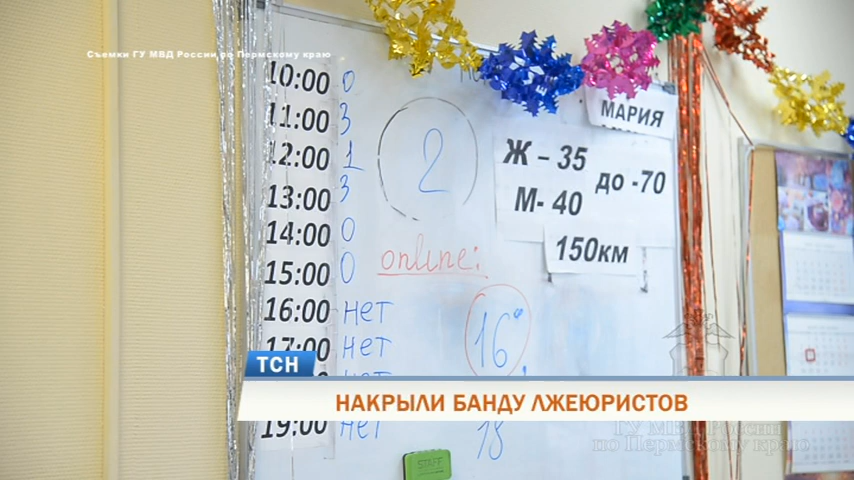 Съемки ГУ МВД России по Пермскому краю
10:00 0
11:00 3
12:00 1
13:00 3
14:00 0
15:00 0
16:00 нет
17:00 нет
19:00 нет
2
online:
16
18
МАРИЯ
Ж – 35
М- 40
до -70
150км
STAFF
ТСН
НАКРЫЛИ БАНДУ ЛЖЕЮРИСТОВ
ГУ МВД России
по Пермскому краю